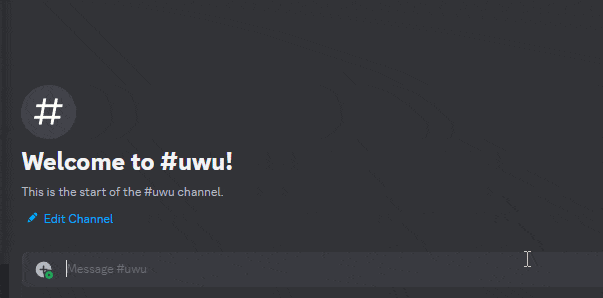 #
Welcome to #uwu!
This is the start of the #uwu channel.
Edit Channel
Message #uwu